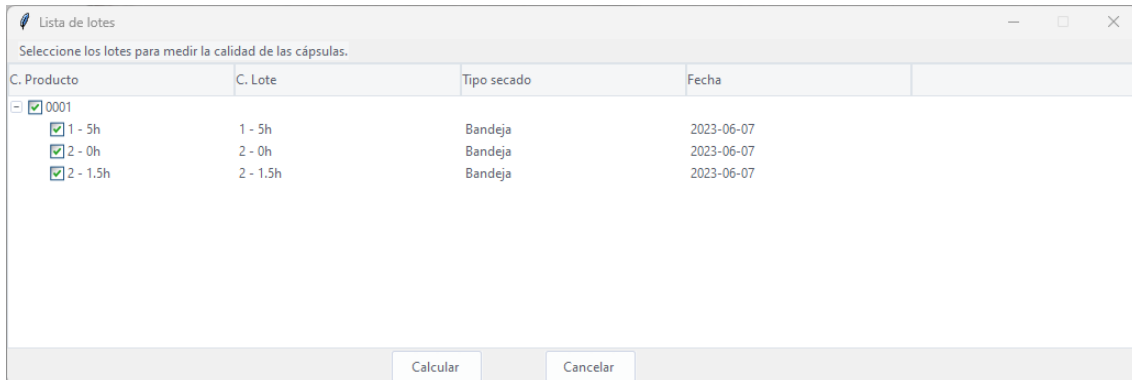 Lista de lotes
Seleccione los lotes para medir la calidad de las cápsulas.
C. Producto C. Lote Tipo secado Fecha
0001
1 - 5h 1 - 5h Bandeja 2023-06-07
2 - 0h 2 - 0h Bandeja 2023-06-07
2 - 1.5h 2 - 1.5h Bandeja 2023-06-07
Calcular Cancelar